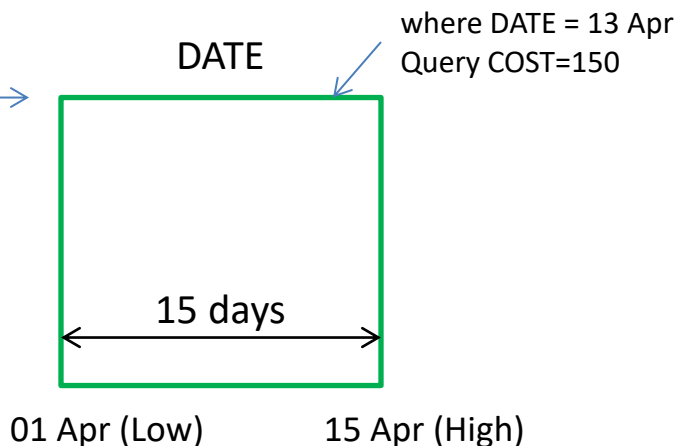 where DATE = 13 Apr
Query COST=150
DATE
15 days
01 Apr (Low)
15 Apr (High)